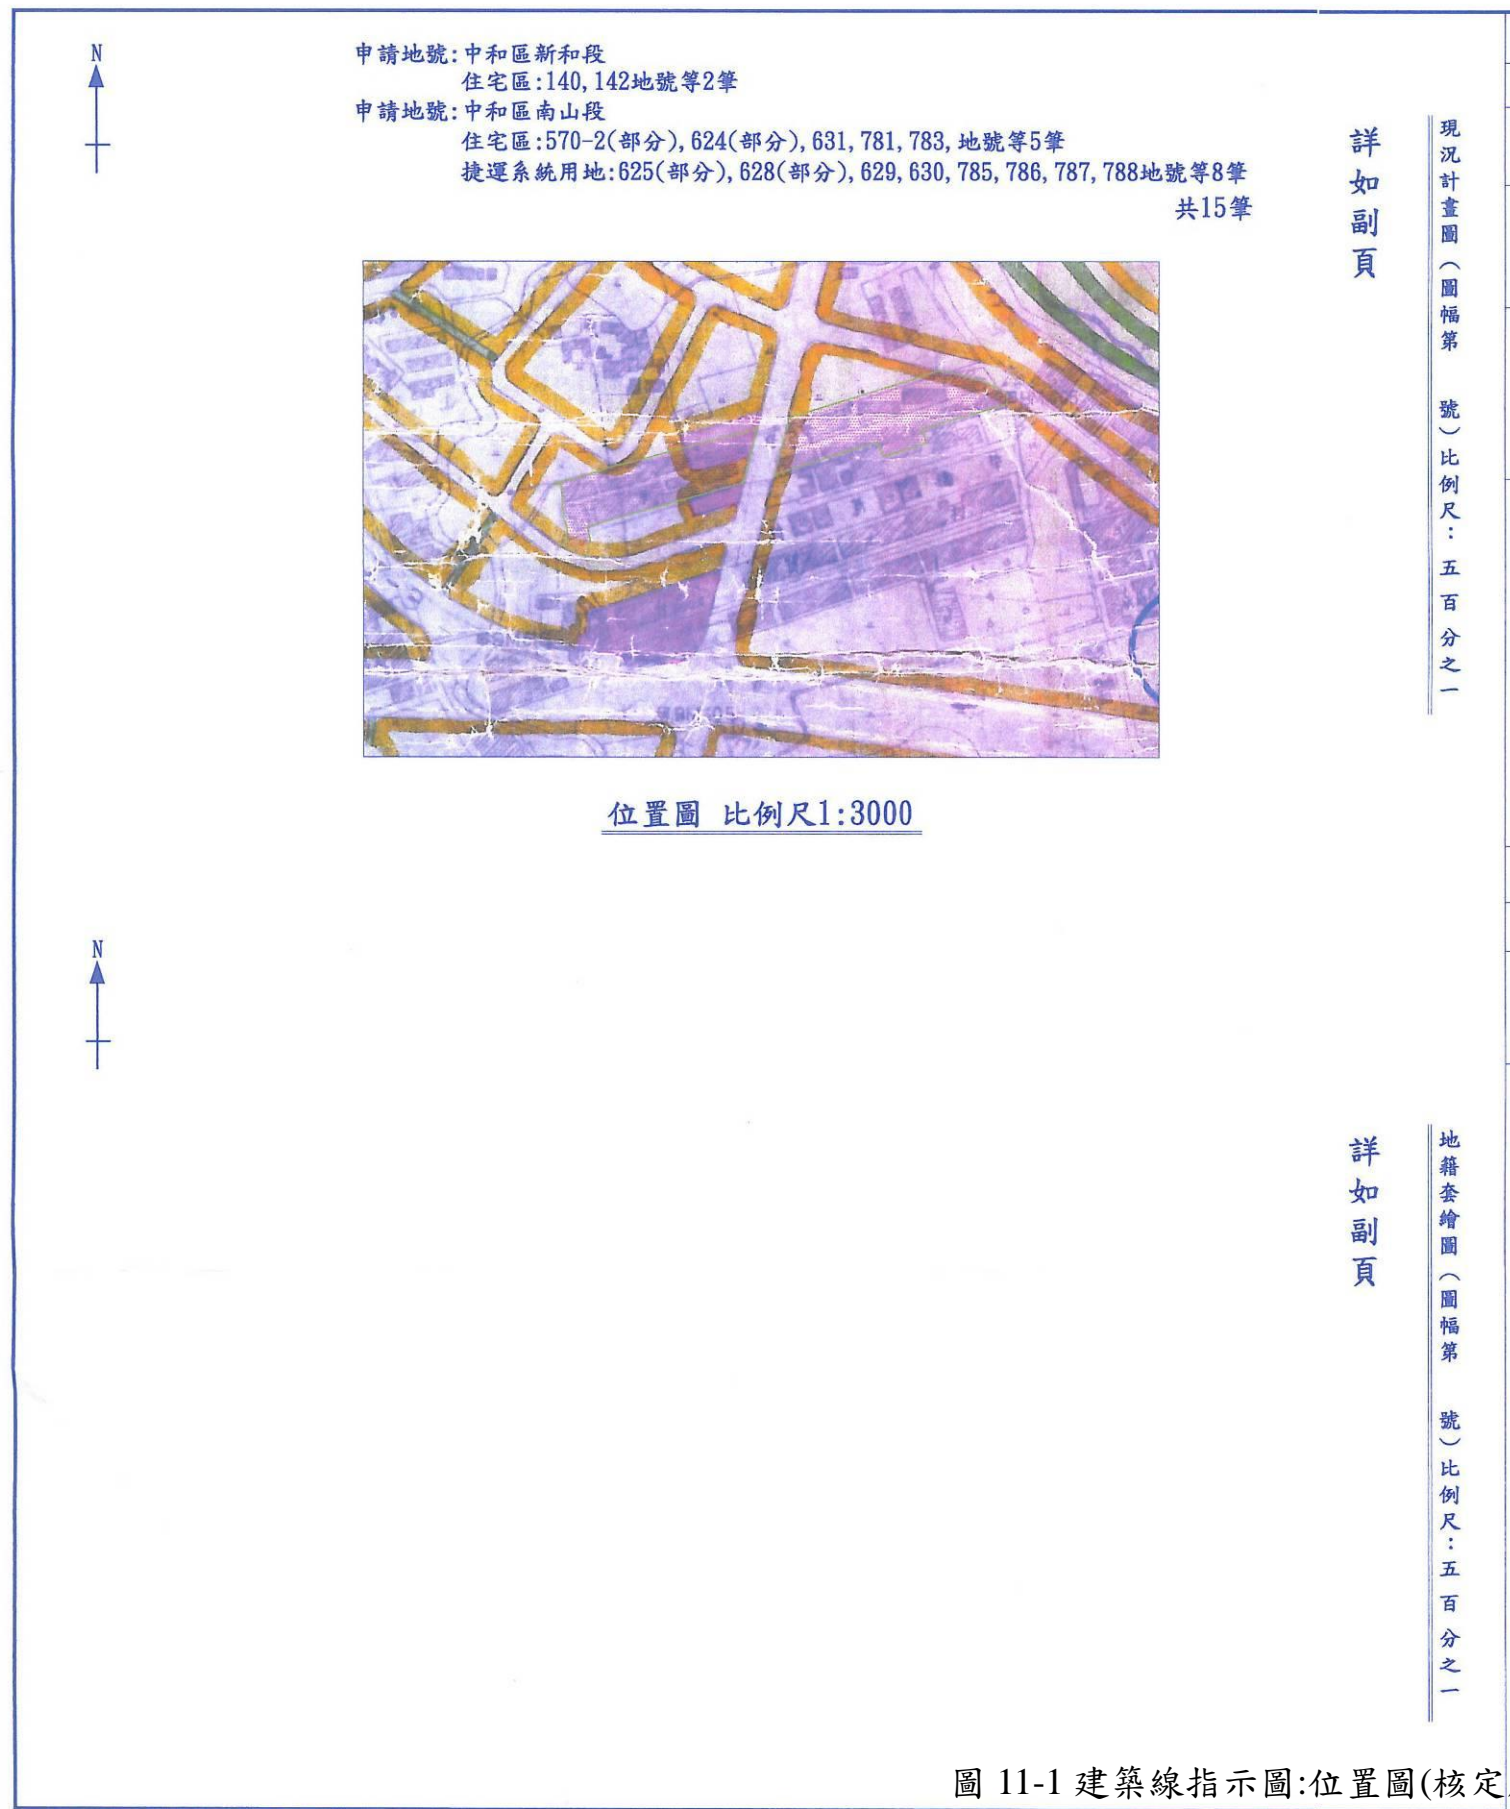 N
申請地號:中和區新和段
住宅區:140,142地號等2筆
申請地號:中和區南山段
住宅區:570-2(部分),624(部分),631,781,783,地號等5筆
捷運系統用地:625(部分),628(部分),629,630,785,786,787,788地號等8筆
共15筆
詳如副頁
現況計畫圖(圖幅第 號)比例尺:五百分之一
位置圖 比例尺1:3000
N
詳如副頁
地籍套繪圖(圖幅第 號)比例尺:五百分之一
圖 11-1 建築線指示圖:位置圖(核定